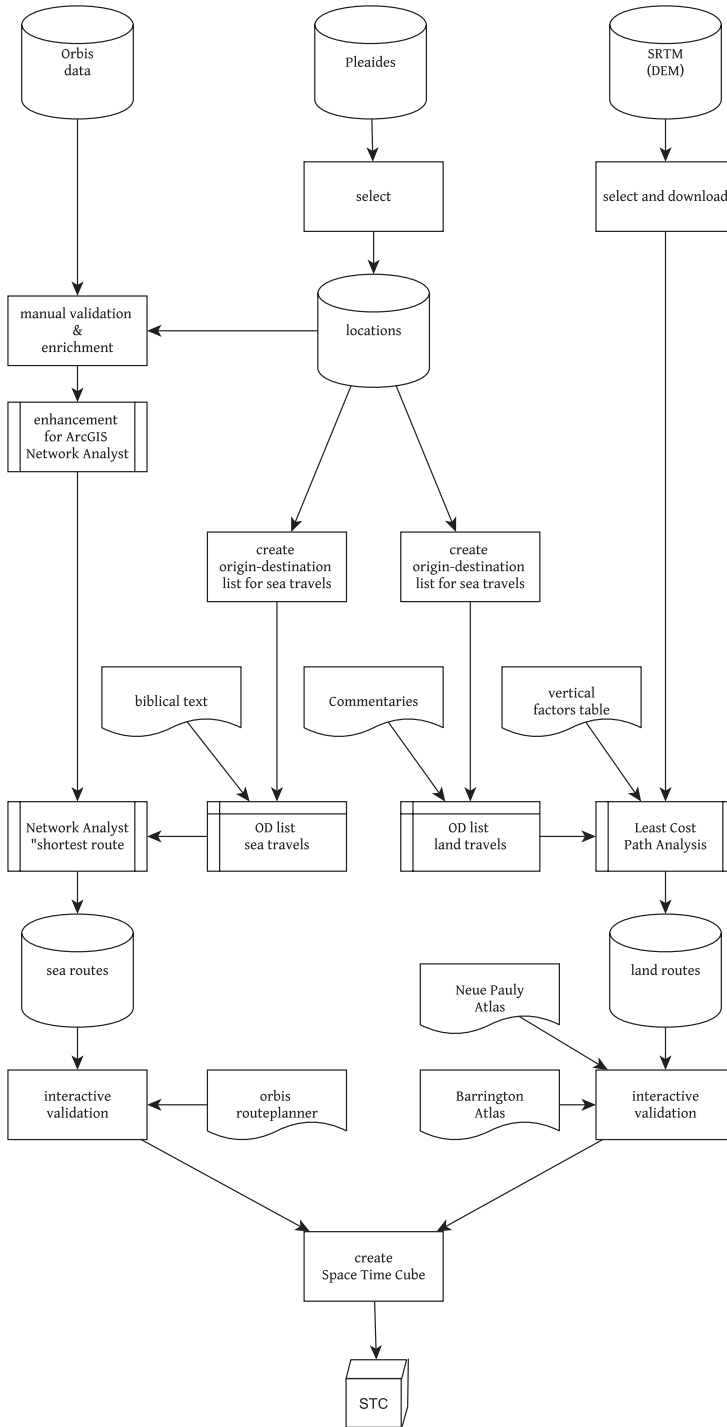 Orbis
data
Pleaides
SRTM
(DEM)
select
select and download
manual validation
&
enrichment
locations
enhancement
for ArcGIS
Network Analyst
create
origin-destination
list for sea travels
create
origin-destination
list for sea travels
biblical text
Commentaries
vertical
factors table
Network Analyst
"shortest route
OD list
sea travels
OD list
land travels
Least Cost
Path Analysis
sea routes
land routes
Neue Pauly
Atlas
interactive
validation
orbis
routeplanner
Barrington
Atlas
interactive
validation
create
Space Time Cube
STC